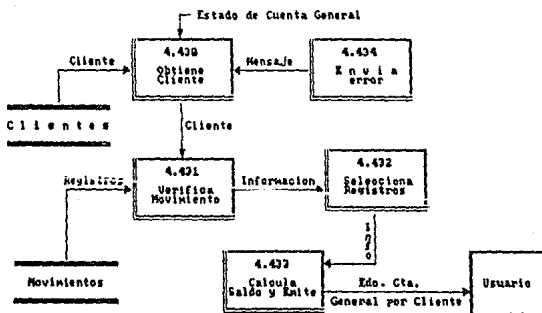 Estado de Cuenta General
4.430
Obtiene
Cliente
4.434
Envia
error
Cliente
Mensaje
Clientes
Cliente
4.431
Verifica
Movimiento
4.432
Selecciona
Registros
Registros
Informacion
Info
Movimientos
4.433
Calcula
Saldo y Emite
Edo. Cta.
General por Cliente
Usuario